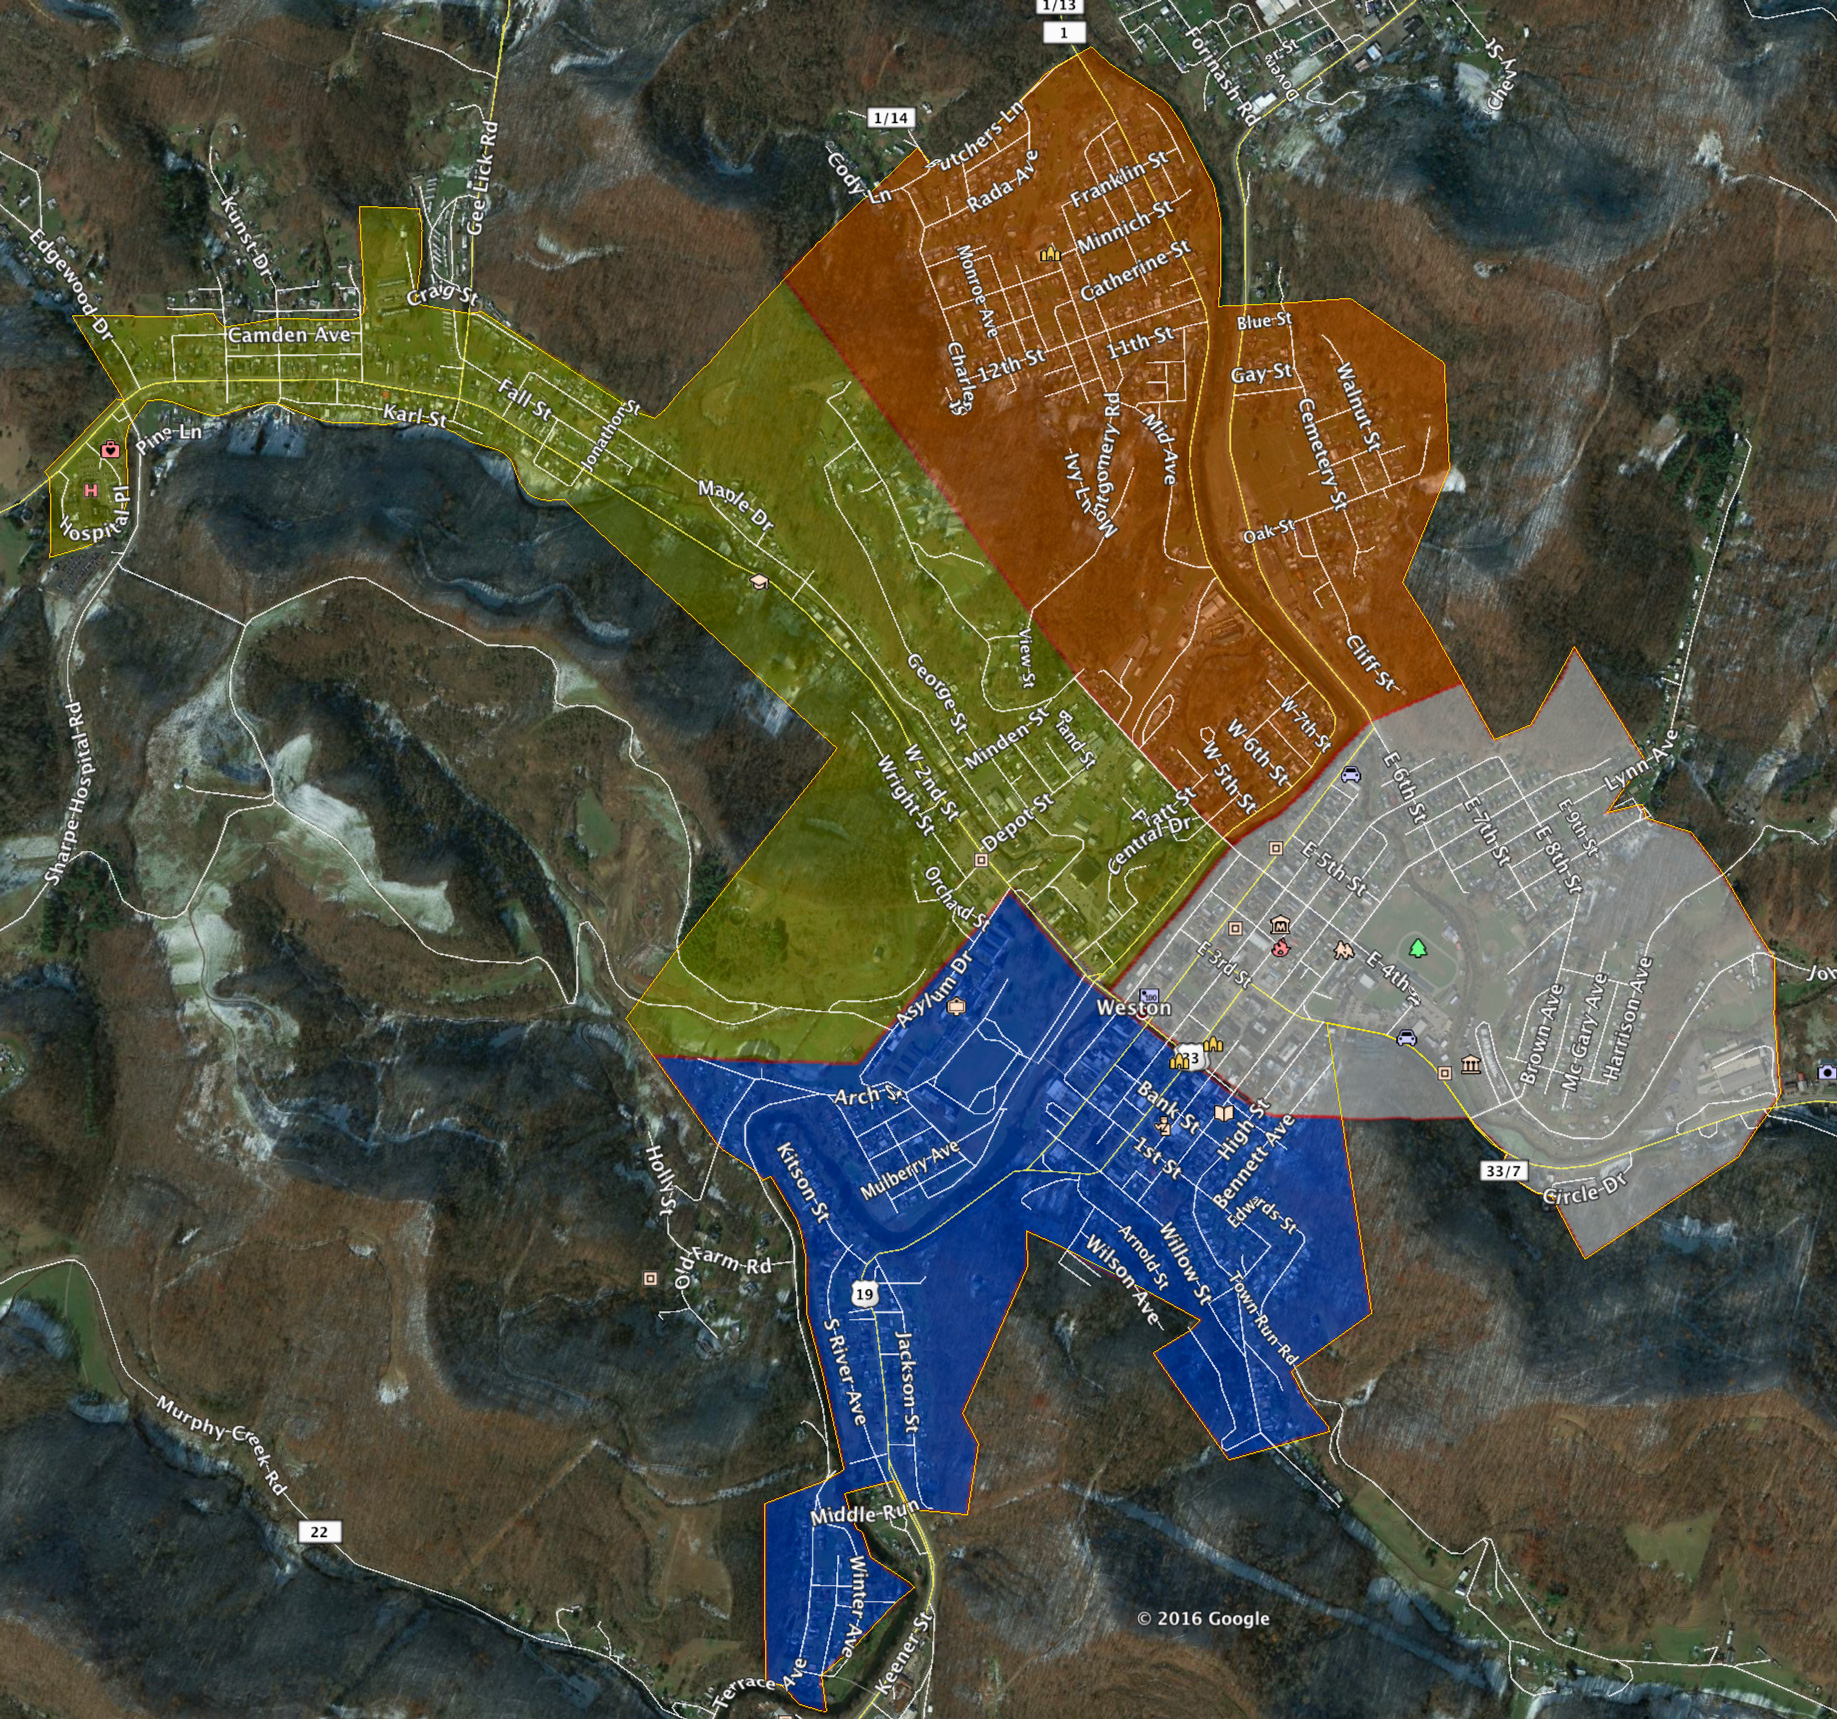 1/13
1
Forinash Rd
Dovener St
Chevy St
1/14
Butchers Ln
Cody Ln
Rada Ave
Franklin St
Minnich St
Catherine St
Monroe Ave
Gee Lick Rd
Kunst Dr
Edgewood Dr
Craig St
Camden Ave
Blue St
11th St
12th St
Charles St
Gay St
Walnut St
Cemetery St
Fall St
Jonathon St
Karl St
Pine Ln
Montgomery Rd
Mid Ave
Ivy Ln
H
Hospital Pl
Maple Dr
Oak St
View St
Cliff St
George St
Minden St
Band St
W 7th St
W 6th St
W 5th St
W 2nd St
Wright St
Depot St
Pratt St
Central Dr
E 6th St
E 7th St
E 8th St
E 9th St
Lynn Ave
Sharpe Hospital Rd
E 5th St
Orchard St
E 3rd St
M
E 4th St
Asylum Dr
Weston
33
Brown Ave
McGary Ave
Harrison Ave
Arch St
Bank St
High St
Bennett Ave
1st St
Mulberry Ave
Kitson St
Holly St
Edwards St
33/7
Circle Dr
Old Farm Rd
19
Arnold St
Willow St
Wilson Ave
Town Run Rd
S River Ave
Jackson St
Murphy Creek Rd
22
Middle Run
Winter Ave
Keener St
Terrace Ave
© 2016 Google